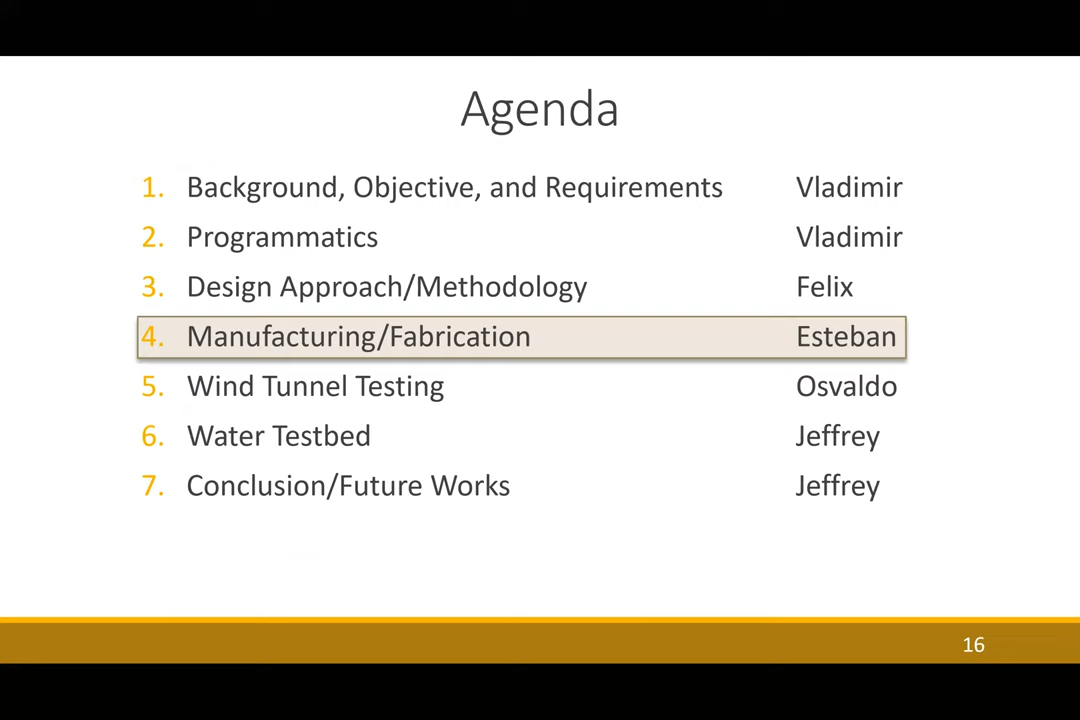 Agenda
1. Background, Objective, and Requirements Vladimir
2. Programmatics Vladimir
3. Design Approach/Methodology Felix
4. Manufacturing/Fabrication Esteban
5. Wind Tunnel Testing Osvaldo
6. Water Testbed Jeffrey
7. Conclusion/Future Works Jeffrey
16